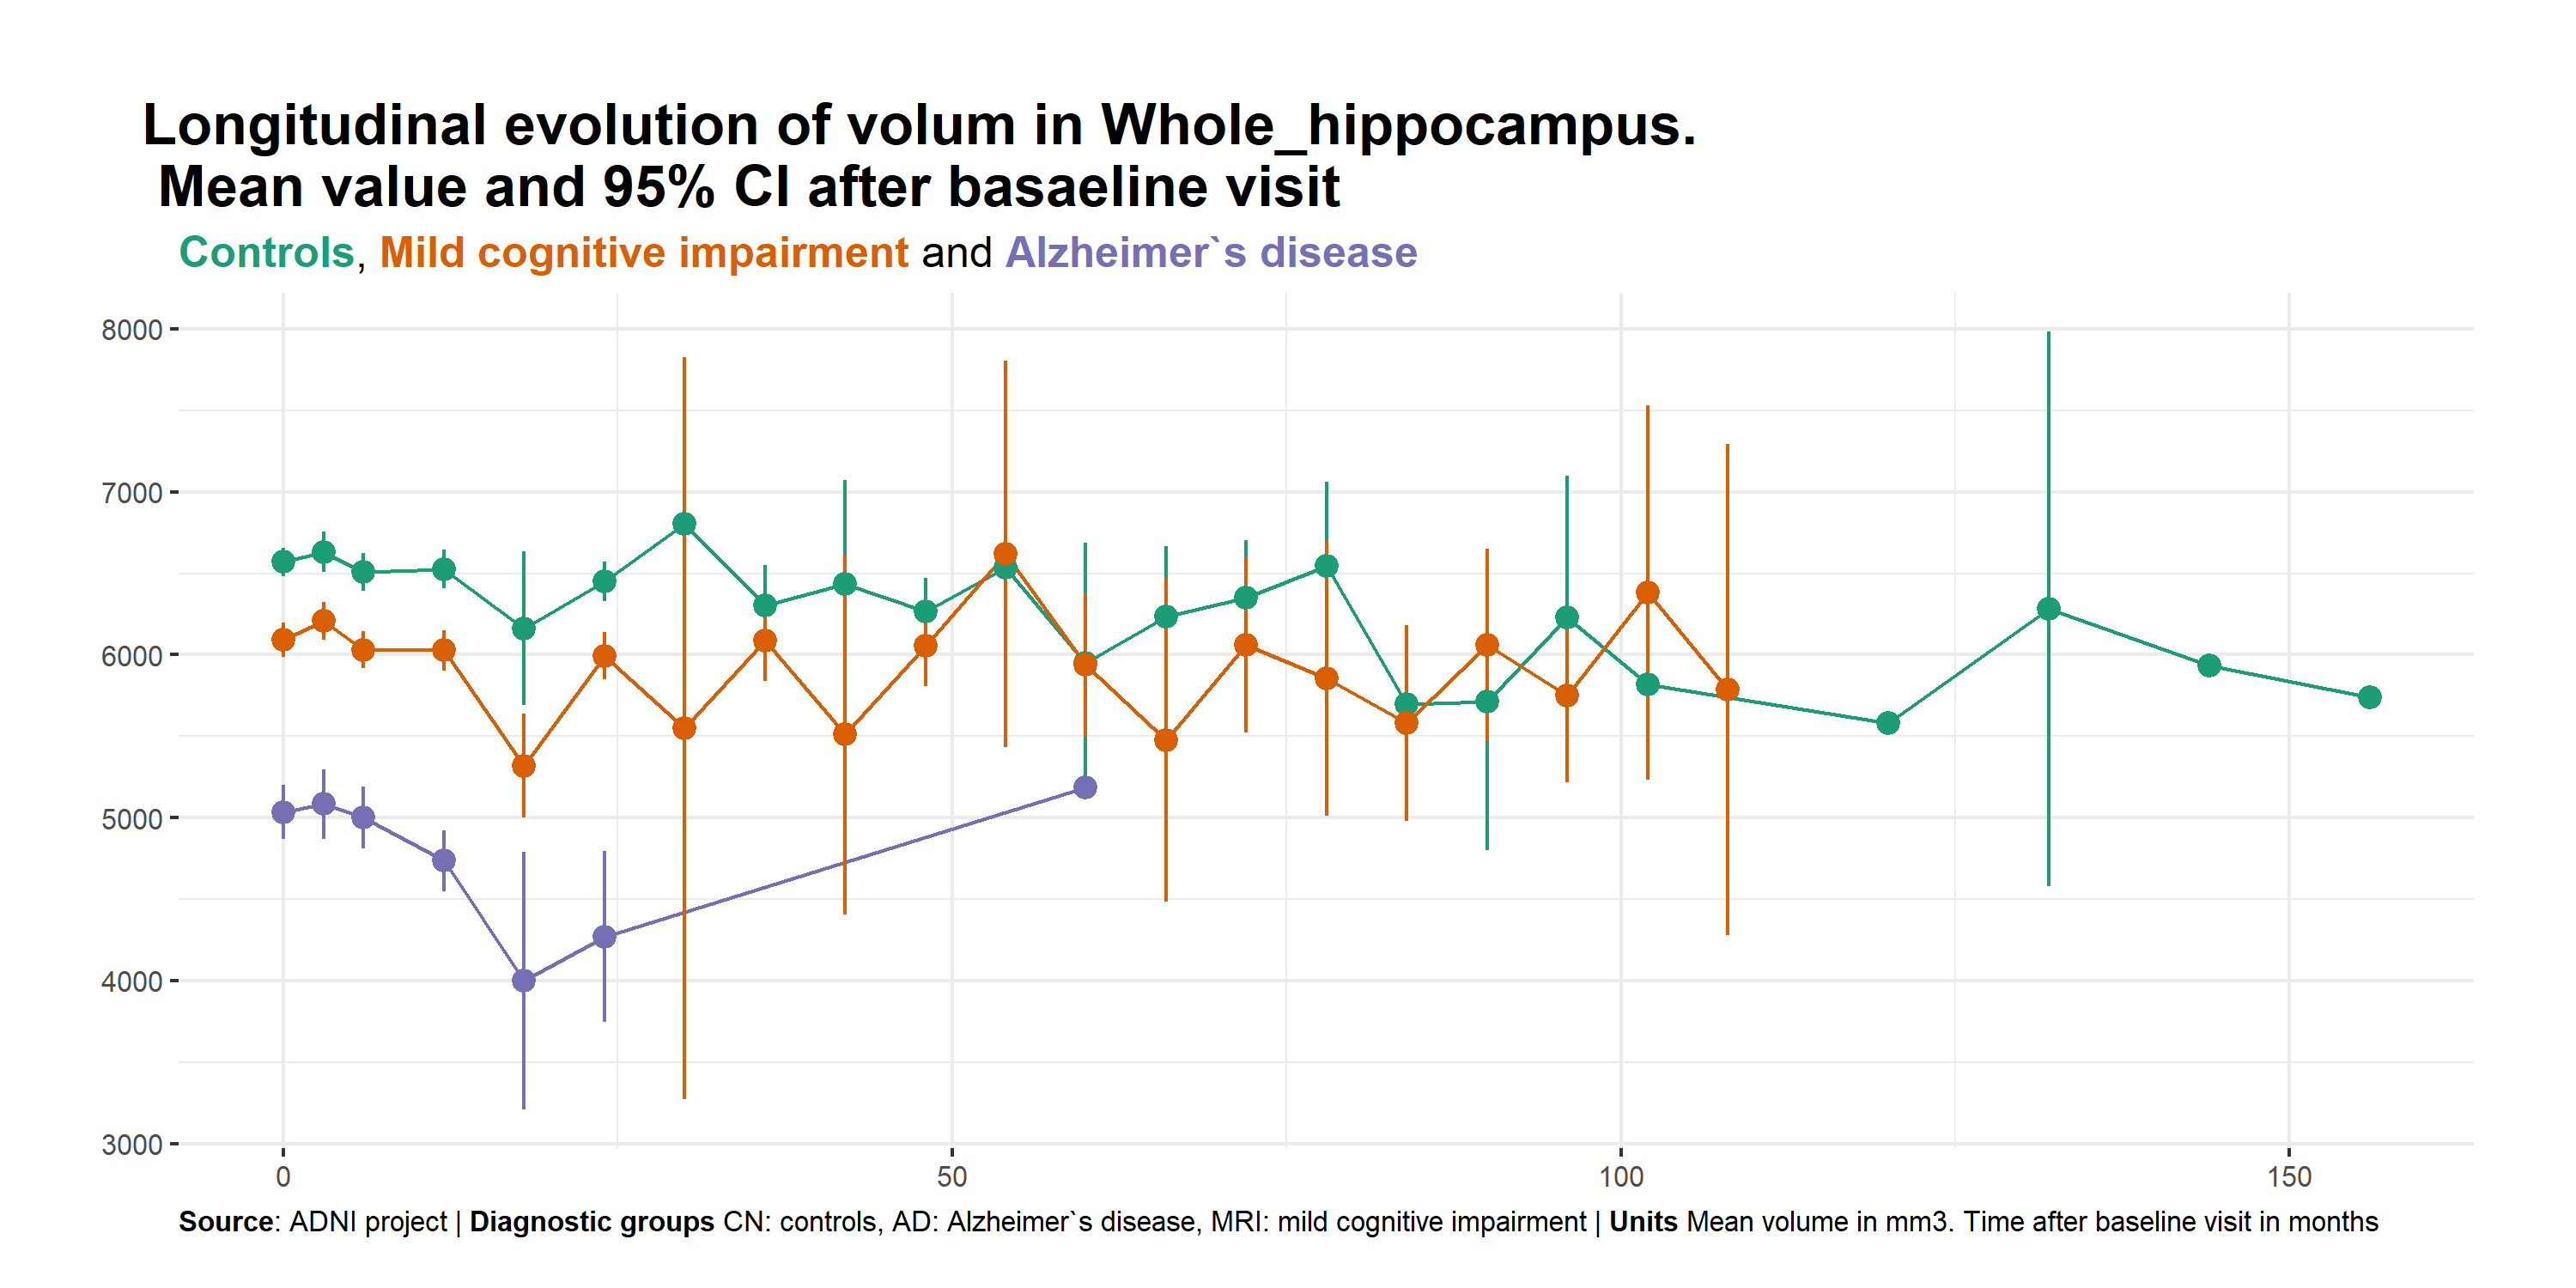 Longitudinal evolution of volum in Whole_hippocampus.
Mean value and 95% CI after basaeline visit
Controls, Mild cognitive impairment and Alzheimer`s disease
8000
7000
6000
5000
4000
3000
0 50 100 150
Source: ADNI project | Diagnostic groups CN: controls, AD: Alzheimer`s disease, MRI: mild cognitive impairment | Units Mean volume in mm3. Time after baseline visit in months